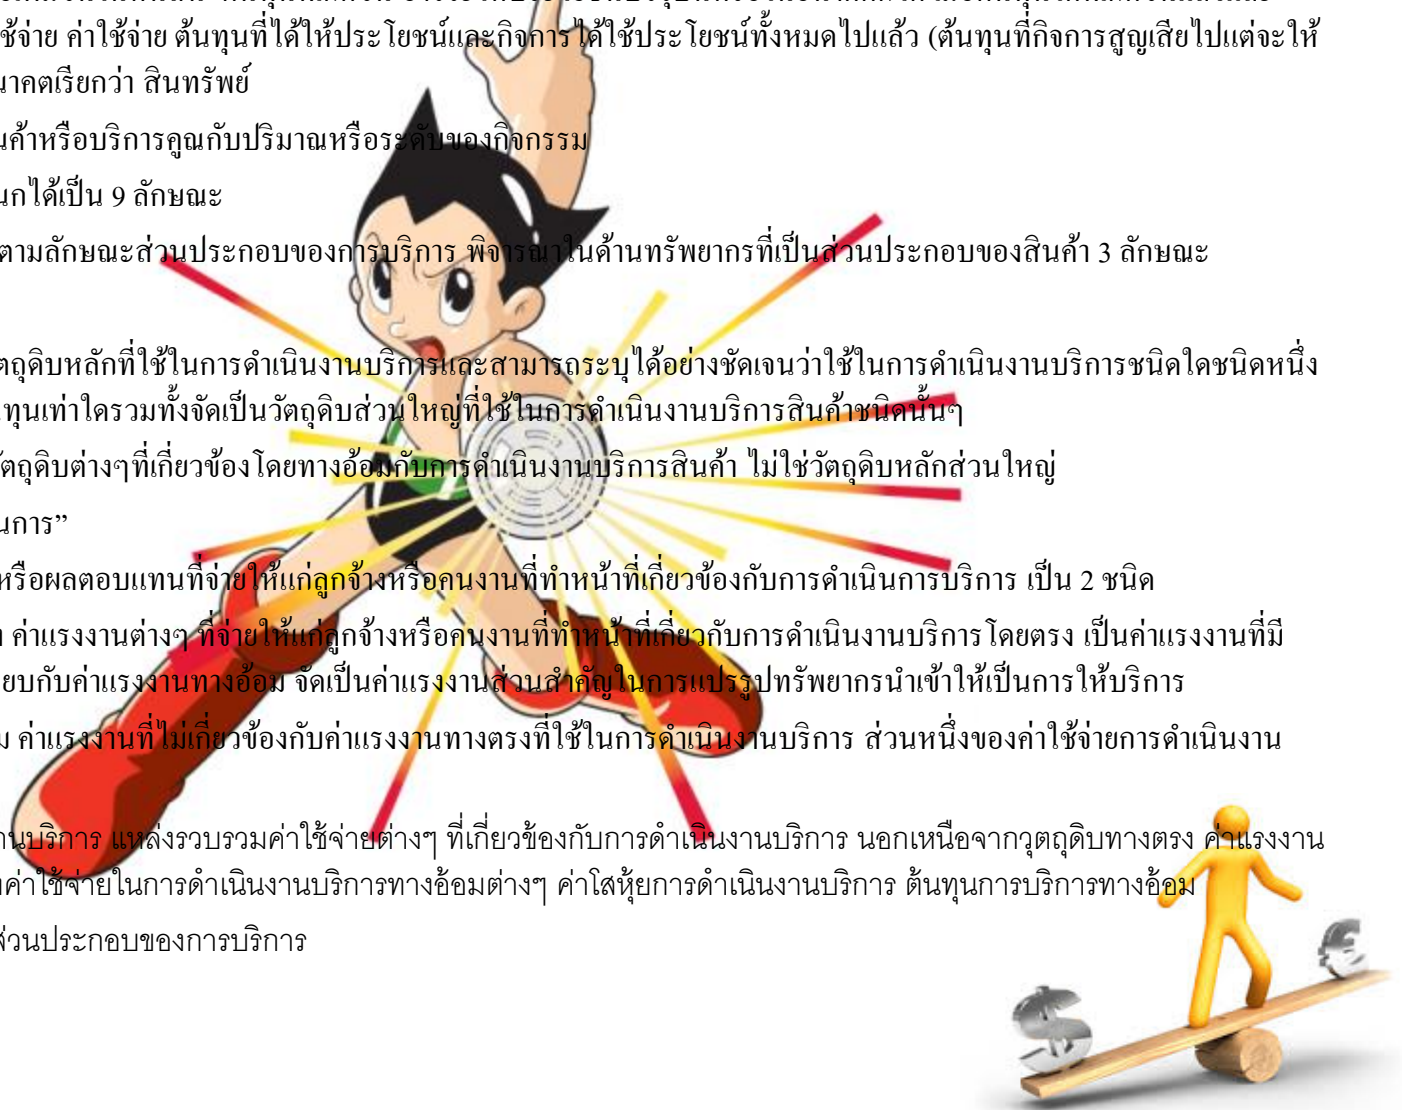 ช้จ่าย ค่าใช้จ่าย ต้นทุนที่ได้ให้ประโยชน์และกิจการได้ใช้ประโยชน์ทั้งหมดไปแล้ว (ต้นทุนที่กิจการสูญเสียไปแต่จะให้
นาคตเรียกว่า สินทรัพย์
นค้าหรือบริการคูณกับปริมาณหรือระดับของกิจกรรม
นกได้เป็น 9 ลักษณะ
ตามลักษณะส่วนประกอบของการบริการ พิจารณาในด้านทรัพยากรที่เป็นส่วนประกอบของสินค้า 3 ลักษณะ
ตถุดิบหลักที่ใช้ในการดำเนินงานบริการและสามารถระบุได้อย่างชัดเจนว่าใช้ในการดำเนินงานบริการชนิดใดชนิดหนึ่ง
ทุนเท่าใดรวมทั้งจัดเป็นวัตถุดิบส่วนใหญ่ที่ใช้ในการดำเนินงานบริการสินค้าชนิดนั้นๆ
วัตถุดิบต่างๆที่เกี่ยวข้องโดยทางอ้อมกับการดำเนินงานบริการสินค้า ไม่ใช่วัตถุดิบหลักส่วนใหญ่
นการ”
หรือผลตอบแทนที่จ่ายให้แก่ลูกจ้างหรือคนงานที่ทำหน้าที่เกี่ยวข้องกับการดำเนินการบริการ เป็น 2 ชนิด
ค่าแรงงานต่างๆ ที่จ่ายให้แก่ลูกจ้างหรือคนงานที่ทำหน้าที่เกี่ยวกับการดำเนินงานบริการโดยตรง เป็นค่าแรงงานที่มี
ยบกับค่าแรงงานทางอ้อม จัดเป็นค่าแรงงานส่วนสำคัญในการแปรรูปทรัพยากรนำเข้าให้เป็นการให้บริการ
ม ค่าแรงงานที่ไม่เกี่ยวข้องกับค่าแรงงานทางตรงที่ใช้ในการดำเนินงานบริการ ส่วนหนึ่งของค่าใช้จ่ายการดำเนินงาน
านบริการ แหล่งรวบรวมค่าใช้จ่ายต่างๆ ที่เกี่ยวข้องกับการดำเนินงานบริการ นอกเหนือจากวุตถุดิบทางตรง ค่าแรงงาน
งค่าใช้จ่ายในการดำเนินงานบริการทางอ้อมต่างๆ ค่าโสหุ้ยการดำเนินงานบริการ ต้นทุนการบริการทางอ้อม
ส่วนประกอบของการบริการ